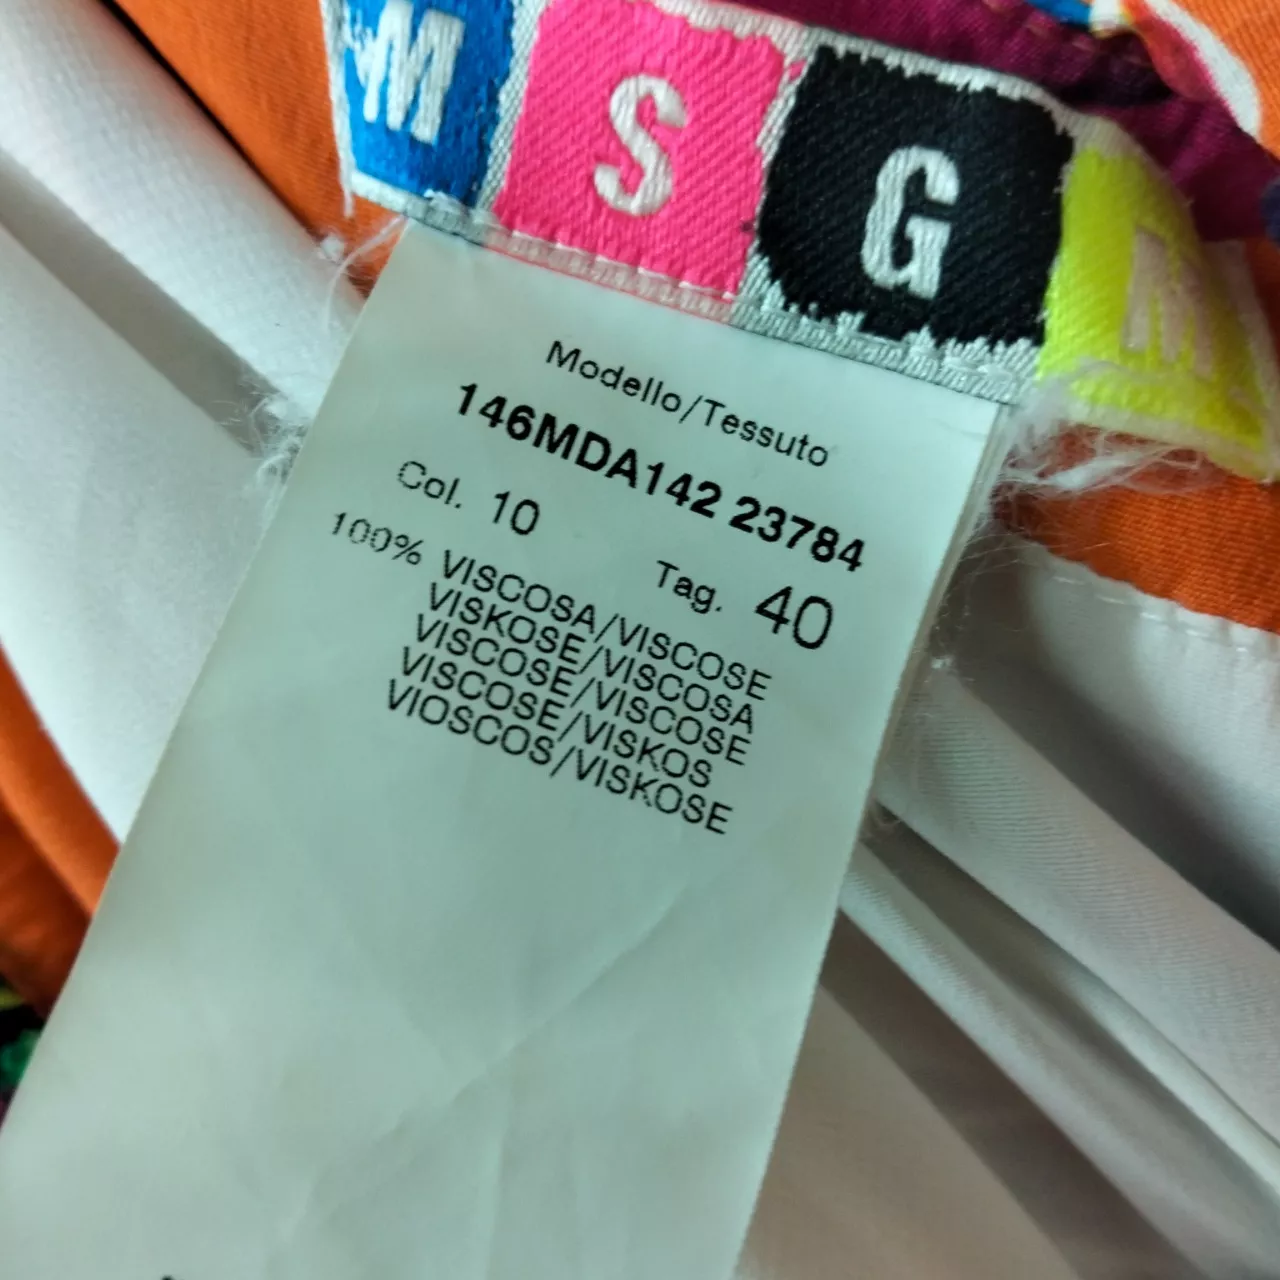 MSGM
Modello/Tessuto
146MDA142 23784
Col. 10 Tag. 40
100% VISCOSA/VISCOSE
VISKOSE/VISCOSA
VISCOSE/VISCOSE
VISCOSE/VISKOS
VIOSCOS/VISKOSE